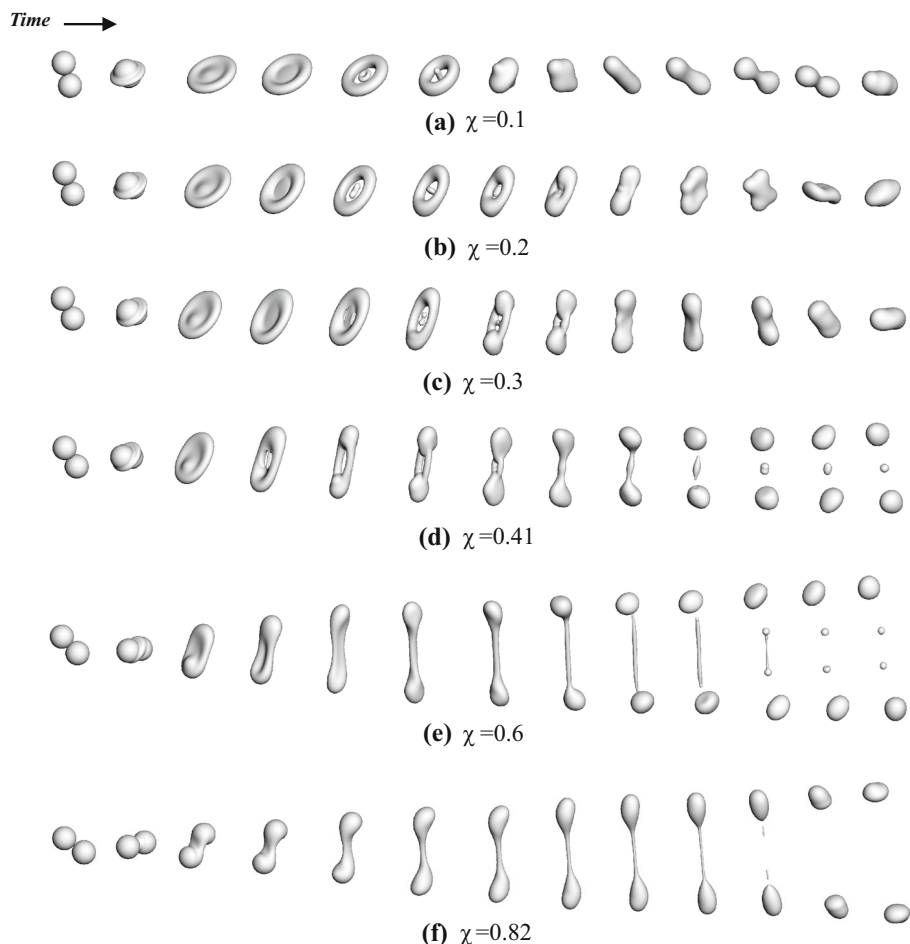 Time
(a) χ =0.1
(b) χ =0.2
(c) χ =0.3
(d) χ =0.41
(e) χ =0.6
(f) χ =0.82